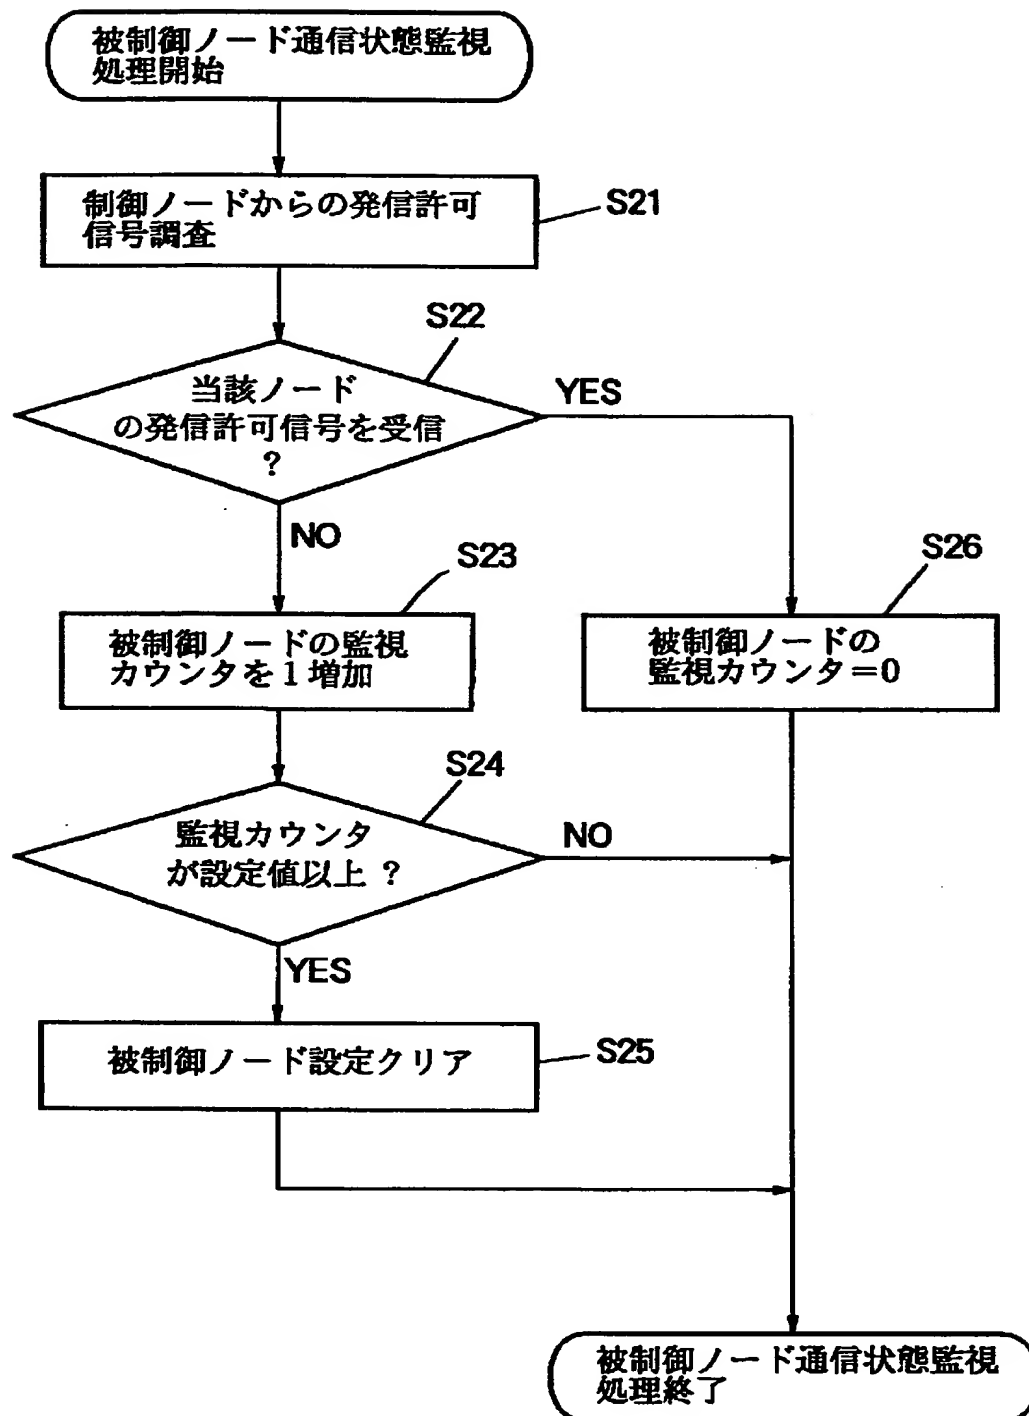 被制御ノード通信状態監視
処理開始
制御ノードからの発信許可
信号調査
S21
S22
当該ノード
の発信許可信号を受信
?
YES
NO
S23
被制御ノードの監視
カウンタを1増加
S26
被制御ノードの
監視カウンタ=0
S24
監視カウンタ
が設定値以上?
NO
YES
被制御ノード設定クリア
S25
被制御ノード通信状態監視
処理終了